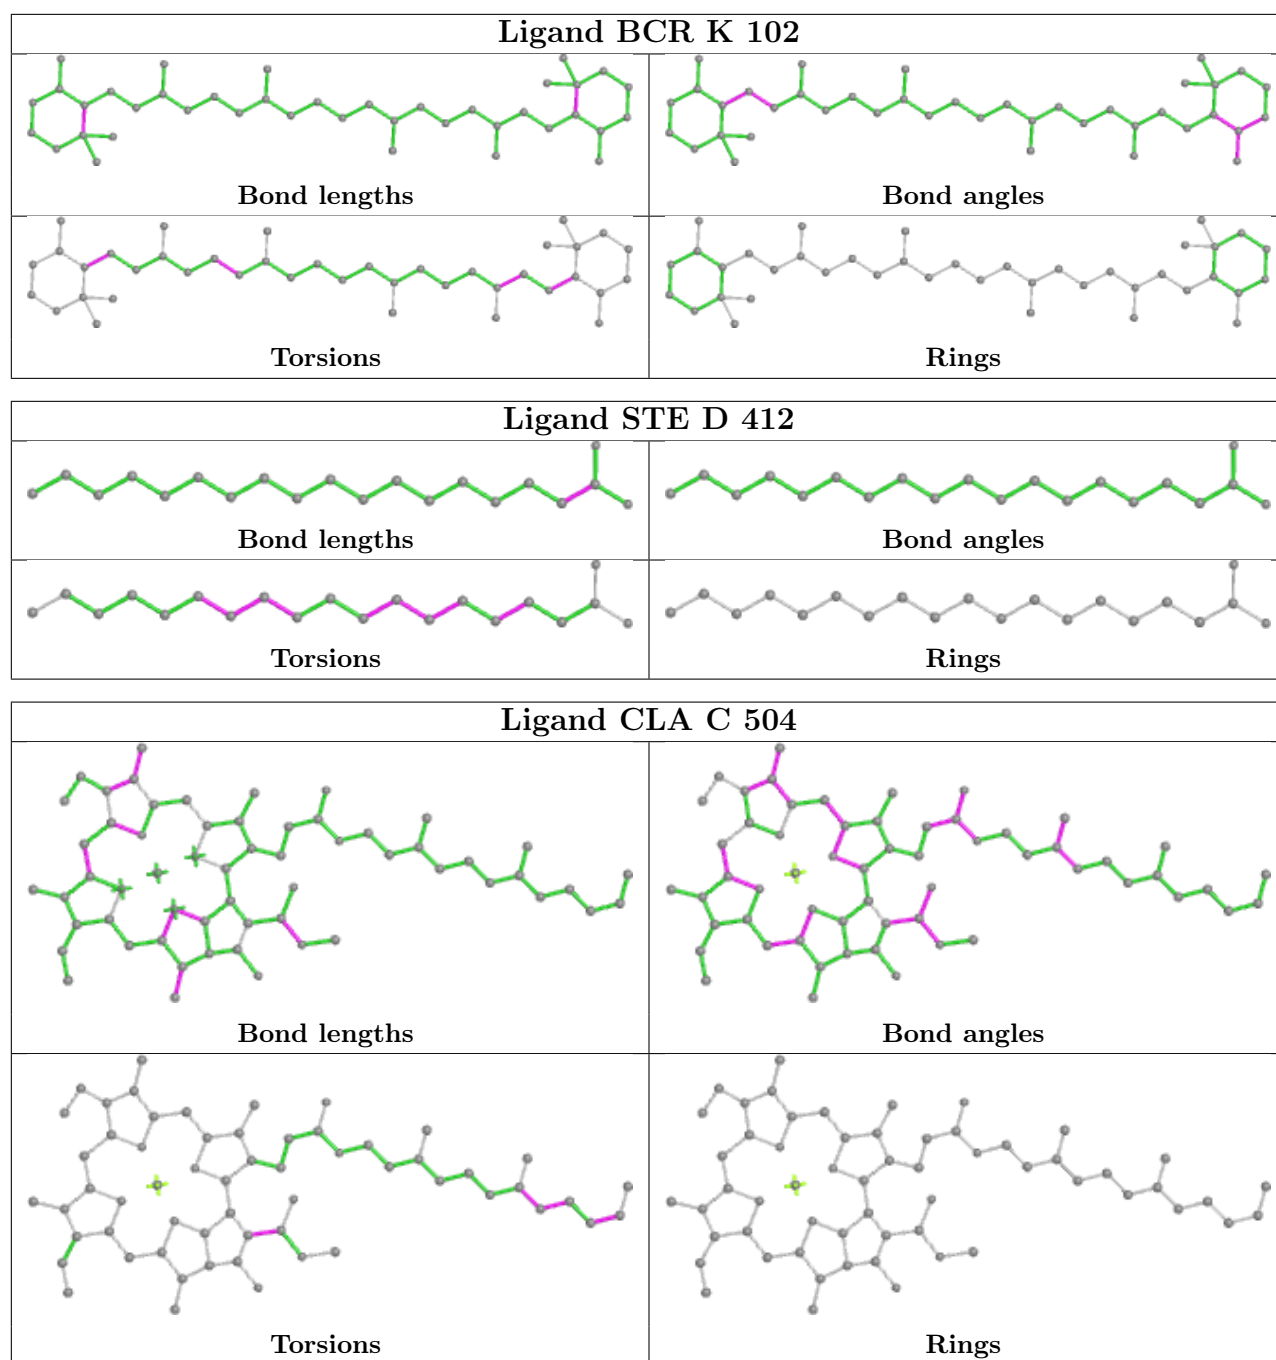 Ligand BCR K 102
Bond lengths
Bond angles
Torsions
Rings
Ligand STE D 412
Bond lengths
Bond angles
Torsions
Rings
Ligand CLA C 504
Bond lengths
Bond angles
Torsions
Rings